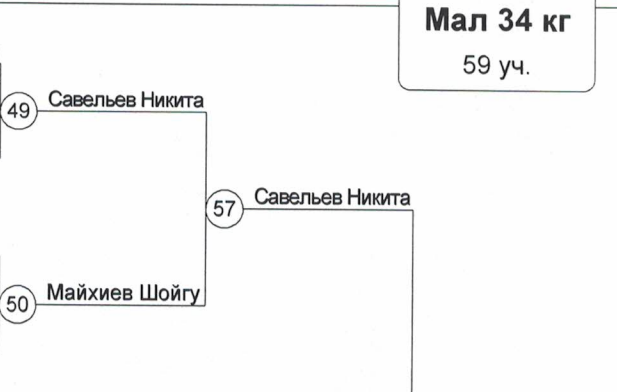 Мал 34 кг
59 уч.
49 Савельев Никита
57 Савельев Никита
50 Майхиев Шойгу